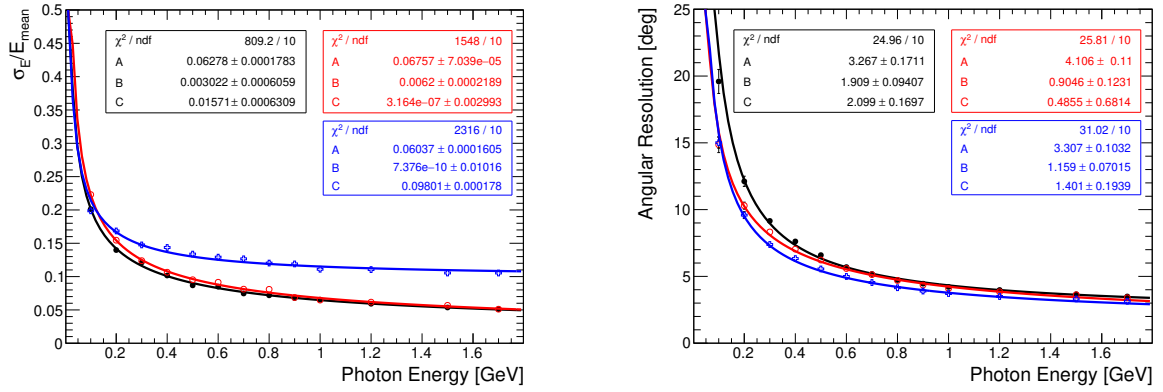 σ_E/E_mean
0.5
0.45
0.4
0.35
0.3
0.25
0.2
0.15
0.1
0.05
0
χ² / ndf 809.2 / 10
A 0.06278 ± 0.0001783
B 0.003022 ± 0.0006059
C 0.01571 ± 0.0006309
χ² / ndf 1548 / 10
A 0.06757 ± 7.039e−05
B 0.0062 ± 0.0002189
C 3.164e−07 ± 0.002993
χ² / ndf 2316 / 10
A 0.06037 ± 0.0001605
B 7.376e−10 ± 0.01016
C 0.09801 ± 0.000178
0.2 0.4 0.6 0.8 1 1.2 1.4 1.6
Photon Energy [GeV]
Angular Resolution [deg]
25
20
15
10
5
0
χ² / ndf 24.96 / 10
A 3.267 ± 0.1711
B 1.909 ± 0.09407
C 2.099 ± 0.1697
χ² / ndf 25.81 / 10
A 4.106 ± 0.11
B 0.9046 ± 0.1231
C 0.4855 ± 0.6814
χ² / ndf 31.02 / 10
A 3.307 ± 0.1032
B 1.159 ± 0.07015
C 1.401 ± 0.1939
0.2 0.4 0.6 0.8 1 1.2 1.4 1.6
Photon Energy [GeV]